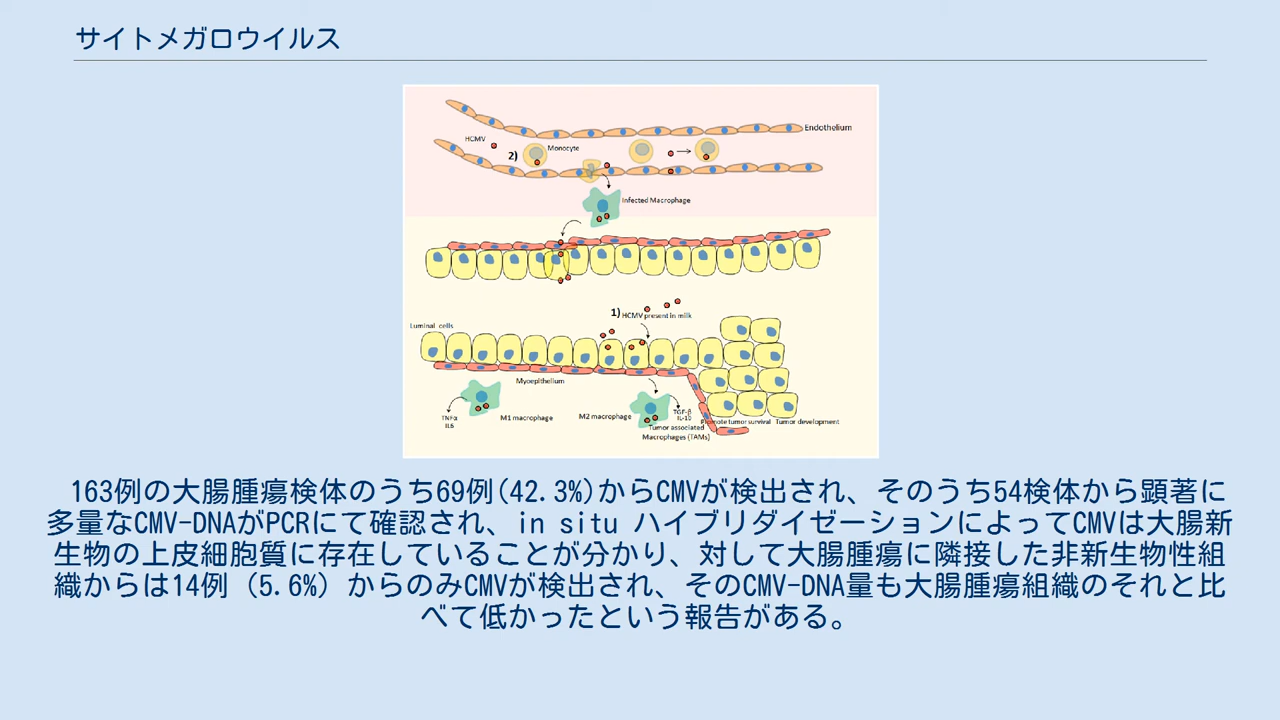 サイトメガロウイルス
Endothelium
HCMV
2)
Monocyte
Infected Macrophage
1)
HCMV present in milk
Luminal cells
Myoepithelium
TNFα
IL6
M1 macrophage
M2 macrophage
TGF-β
IL-10
Tumor associated
Macrophages (TAMs)
Promote tumor survival
Tumor development
163例の大腸腫瘍検体のうち69例(42.3%)からCMVが検出され、そのうち54検体から顕著に
多量なCMV-DNAがPCRにて確認され、in situ ハイブリダイゼーションによってCMVは大腸新
生物の上皮細胞質に存在していることが分かり、対して大腸腫瘍に隣接した非新生物性組
織からは14例（5.6%）からのみCMVが検出され、そのCMV-DNA量も大腸腫瘍組織のそれと比
べて低かったという報告がある。